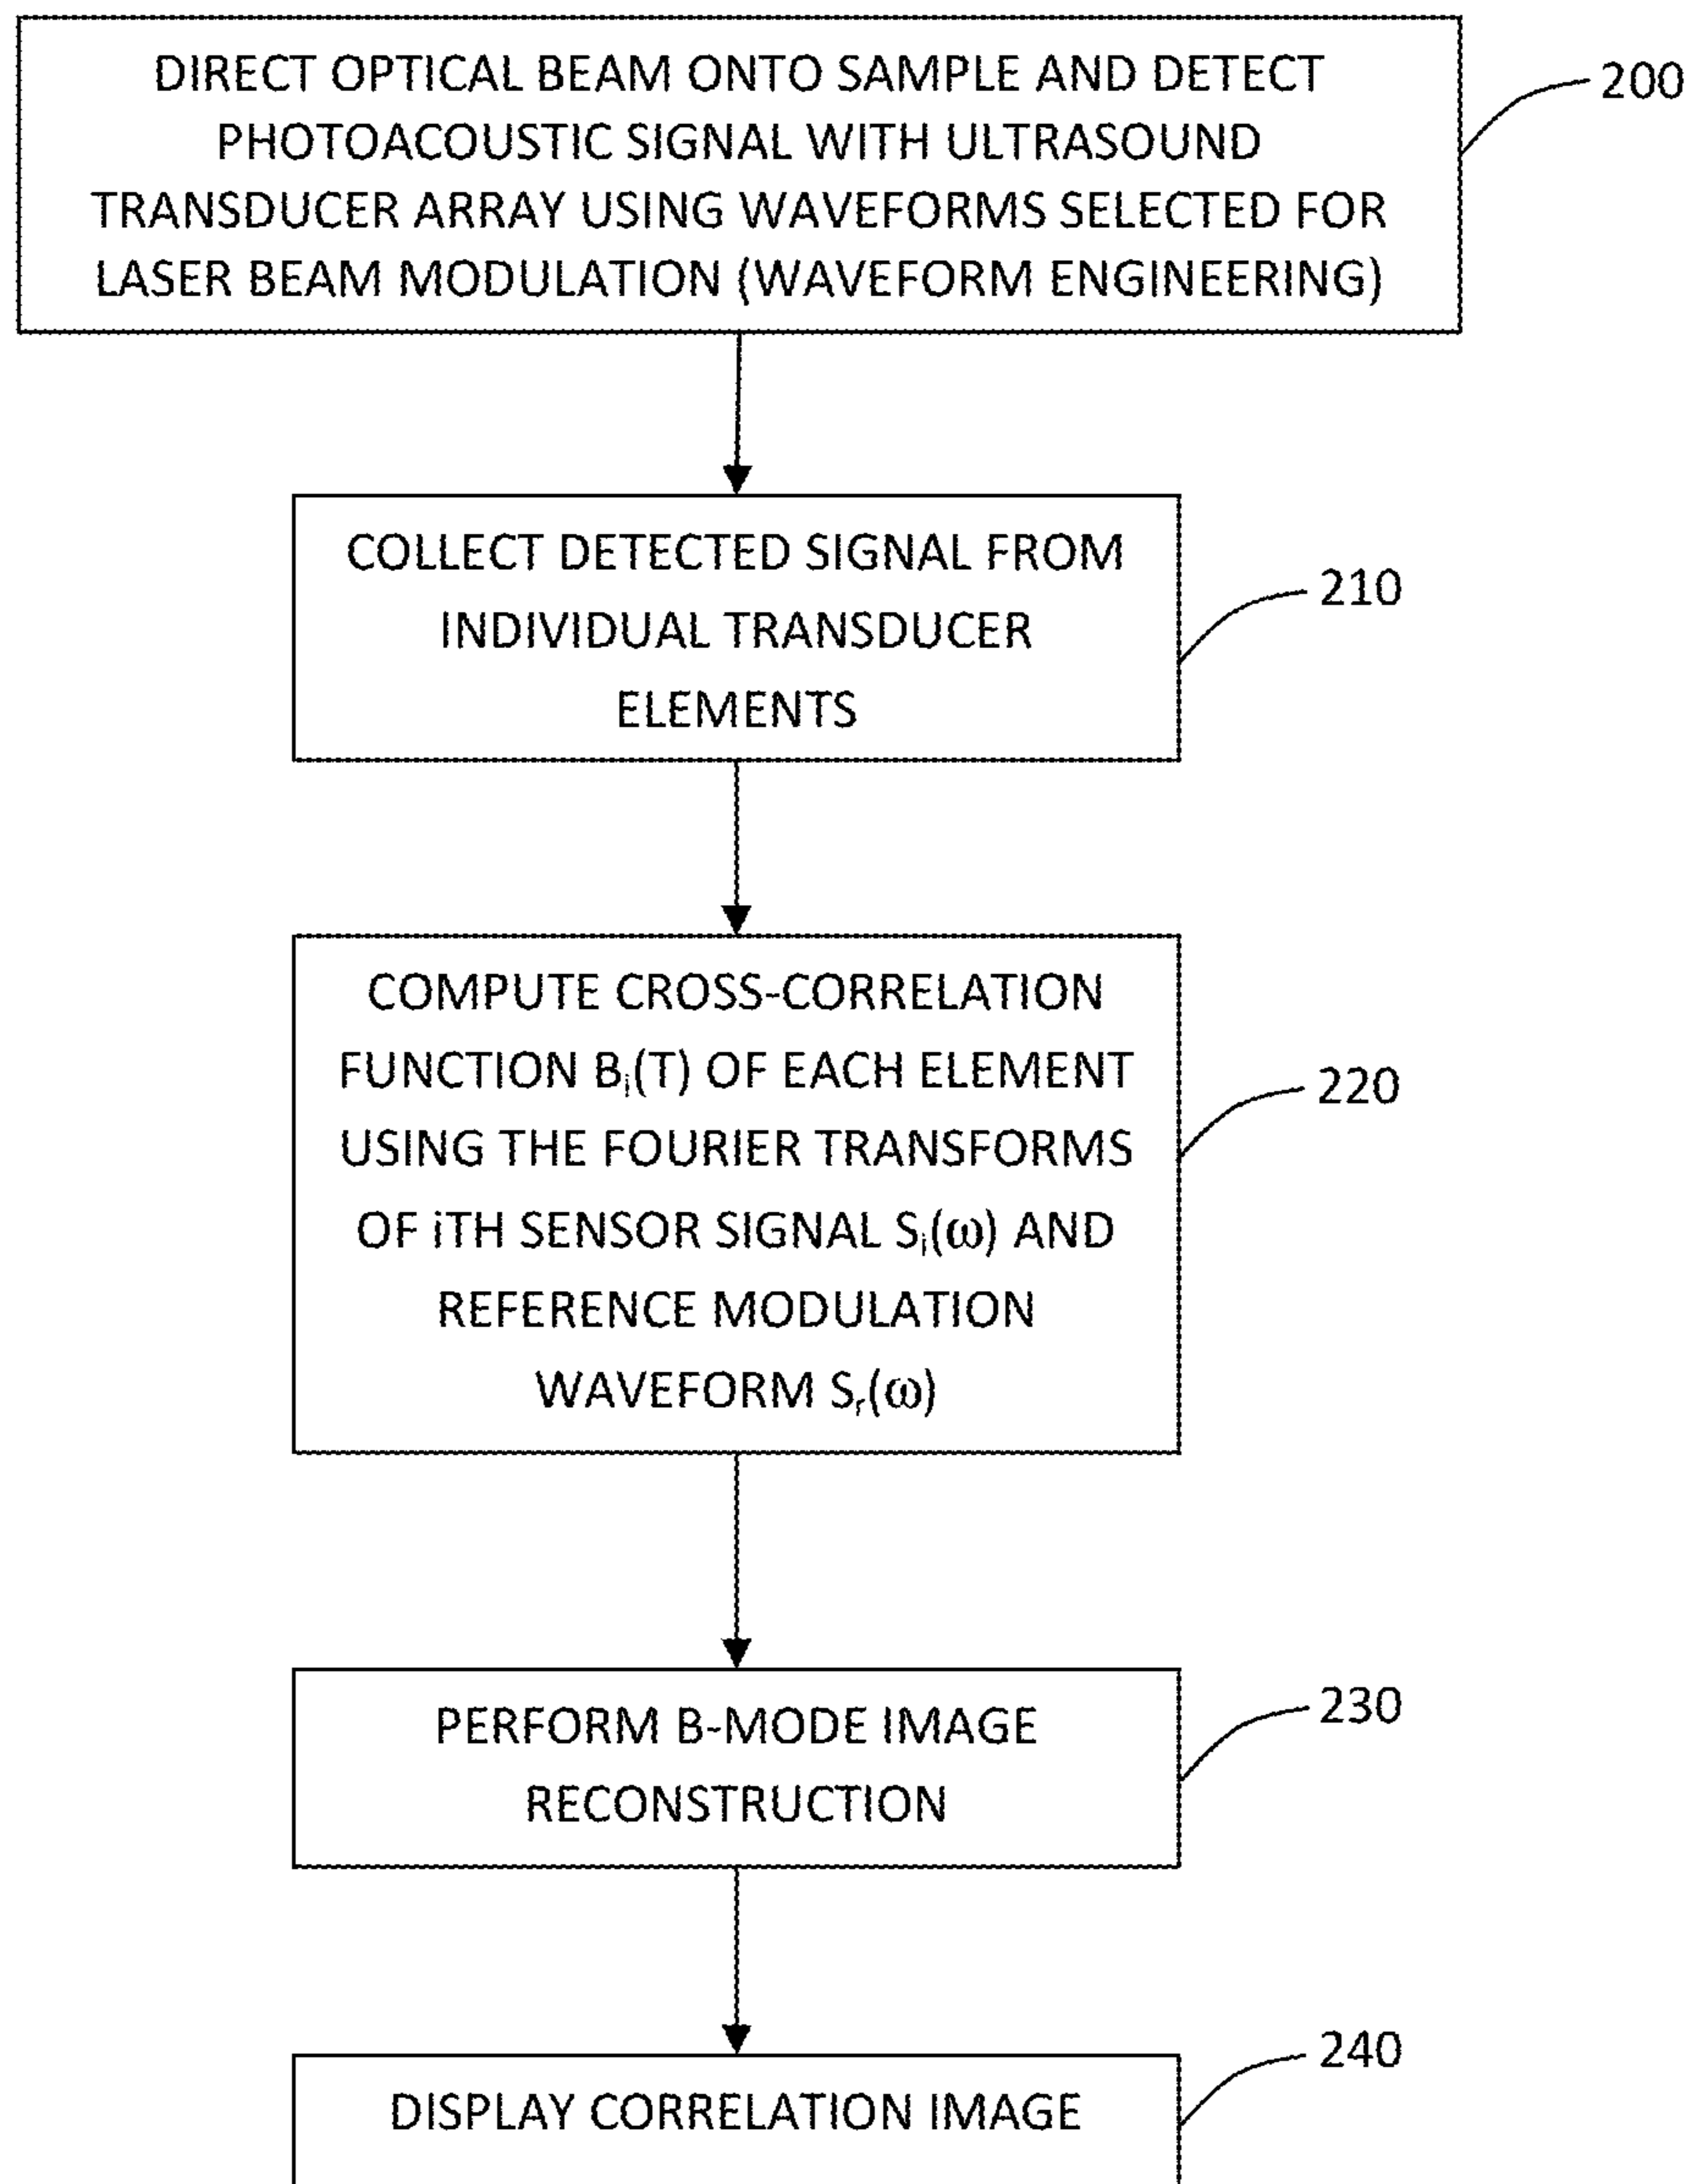 DIRECT OPTICAL BEAM ONTO SAMPLE AND DETECT
PHOTOACOUSTIC SIGNAL WITH ULTRASOUND
TRANSDUCER ARRAY USING WAVEFORMS SELECTED FOR
LASER BEAM MODULATION (WAVEFORM ENGINEERING)
200
COLLECT DETECTED SIGNAL FROM
INDIVIDUAL TRANSDUCER
ELEMENTS
210
COMPUTE CROSS-CORRELATION
FUNCTION Bᵢ(T) OF EACH ELEMENT
USING THE FOURIER TRANSFORMS
OF iTH SENSOR SIGNAL Sᵢ(ω) AND
REFERENCE MODULATION
WAVEFORM Sᵣ(ω)
220
PERFORM B-MODE IMAGE
RECONSTRUCTION
230
DISPLAY CORRELATION IMAGE
240